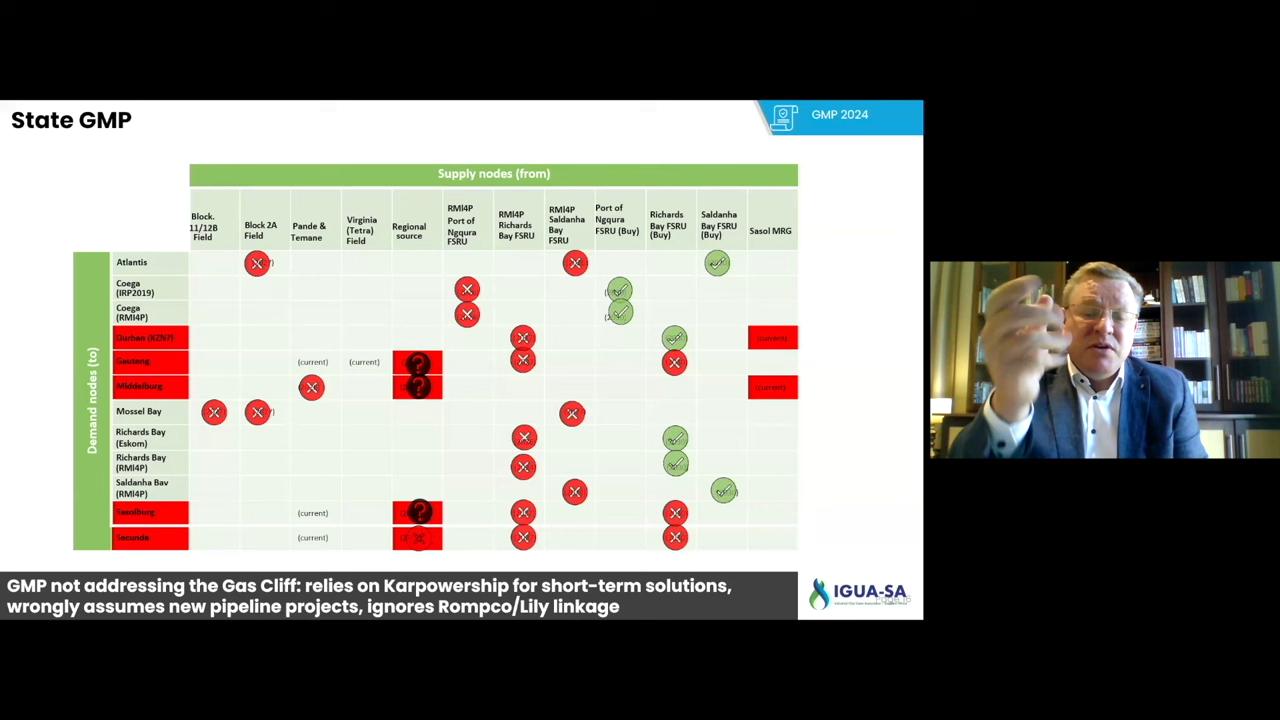 State GMP
GMP 2024
Supply nodes (from)
Block.
11/12B
Field
Block 2A
Field
Pande &
Temane
Virginia
(Tetra)
Field
Regional
source
RMI4P
Port of
Ngqura
FSRU
RMI4P
Richards
Bay FSRU
RMI4P
Saldanha
Bay
FSRU
Port of
Ngqura
FSRU (Buy)
Richards
Bay FSRU
(Buy)
Saldanha
Bay FSRU
(Buy)
Sasol MRG
Demand nodes (to)
Atlantis
Coega
(IRP2019)
Coega
(RMI4P)
Durban (KZN?)
(current)
Gauteng
(current)
(current)
?
Middelburg
?
(current)
Mossel Bay
Richards Bay
(Eskom)
Richards Bay
(RMI4P)
Saldanha Bay
(RMI4P)
Sasolburg
(current)
?
Secunda
(current)
GMP not addressing the Gas Cliff: relies on Karpowership for short-term solutions,
wrongly assumes new pipeline projects, ignores Rompco/Lily linkage
IGUA-SA